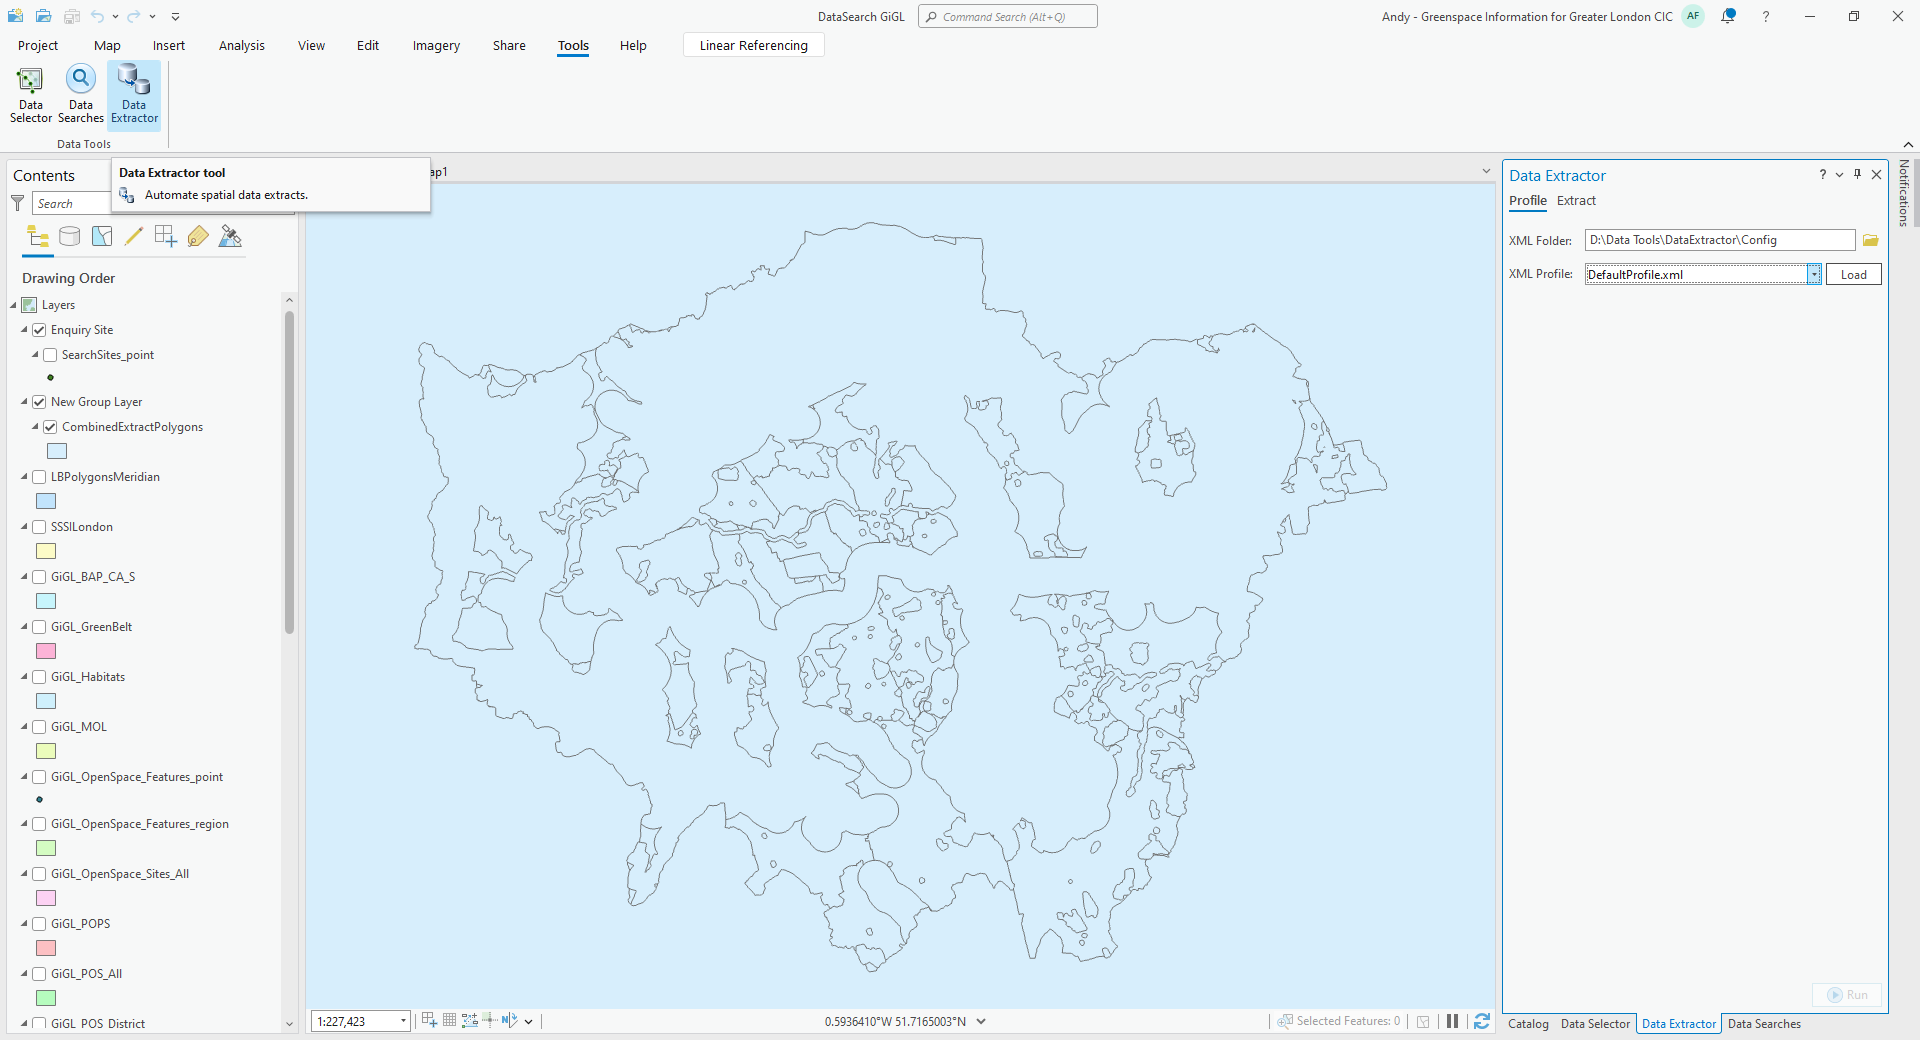 DataSearch GiGL
Command Search (Alt+Q)
Andy - Greenspace Information for Greater London CIC
AF
?
Project
Map
Insert
Analysis
View
Edit
Imagery
Share
Tools
Help
Linear Referencing
Data Selector
Data Searches
Data Extractor
Data Tools
Data Extractor tool
Automate spatial data extracts.
Contents
Search
Drawing Order
Layers
Enquiry Site
SearchSites_point
New Group Layer
CombinedExtractPolygons
LBPolygonsMeridian
SSSILondon
GiGL_BAP_CA_S
GiGL_GreenBelt
GiGL_Habitats
GiGL_MOL
GiGL_OpenSpace_Features_point
GiGL_OpenSpace_Features_region
GiGL_OpenSpace_Sites_All
GiGL_POPS
GiGL_POS_All
GiGL_POS_District
ap1
1:227,423
N
0.5936410°W 51.7165003°N
Selected Features: 0
Data Extractor
?
Profile
Extract
XML Folder:
D:\Data Tools\DataExtractor\Config
XML Profile:
DefaultProfile.xml
Load
Run
Catalog
Data Selector
Data Extractor
Data Searches
Notifications